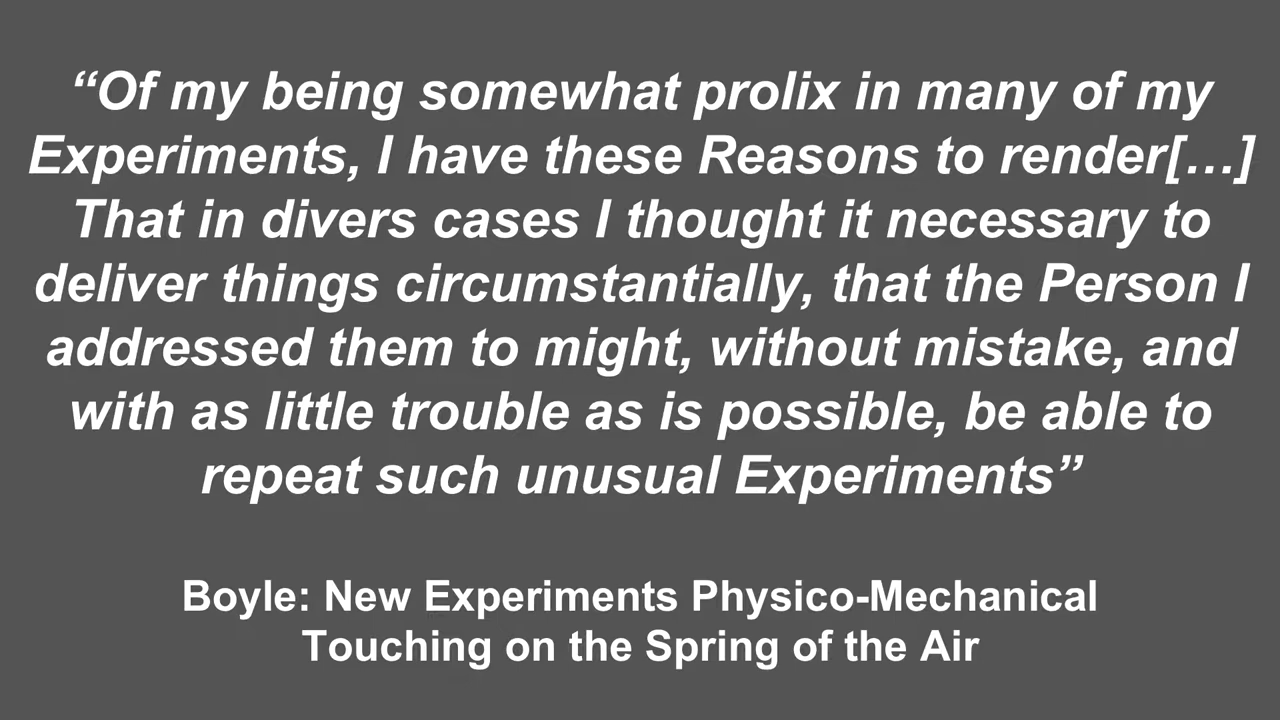 “Of my being somewhat prolix in many of my
Experiments, I have these Reasons to render[…]
That in divers cases I thought it necessary to
deliver things circumstantially, that the Person I
addressed them to might, without mistake, and
with as little trouble as is possible, be able to
repeat such unusual Experiments”
Boyle: New Experiments Physico-Mechanical
Touching on the Spring of the Air